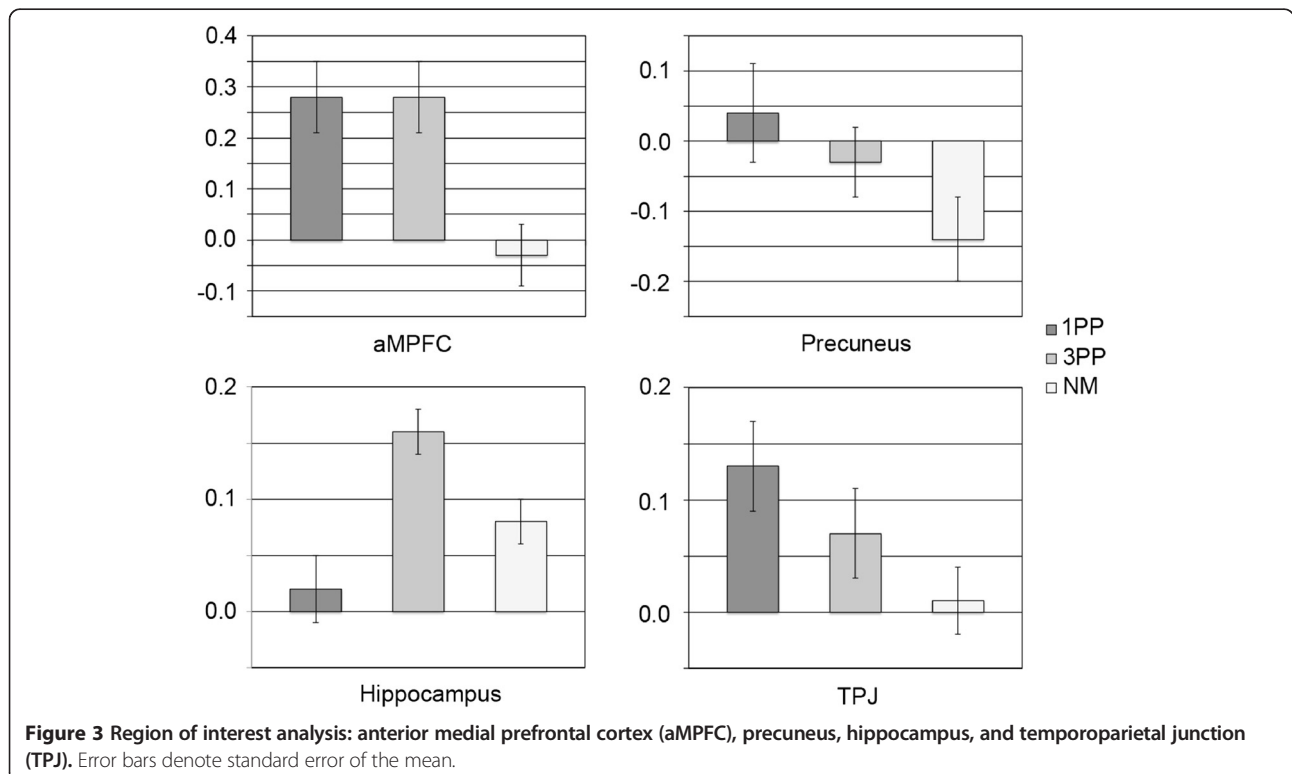 0.4
0.3
0.2
0.1
0.0
-0.1
aMPFC
0.1
0.0
-0.1
-0.2
Precuneus
1PP
3PP
NM
0.2
0.1
0.0
Hippocampus
0.2
0.1
0.0
TPJ
Figure 3 Region of interest analysis: anterior medial prefrontal cortex (aMPFC), precuneus, hippocampus, and temporoparietal junction
(TPJ). Error bars denote standard error of the mean.